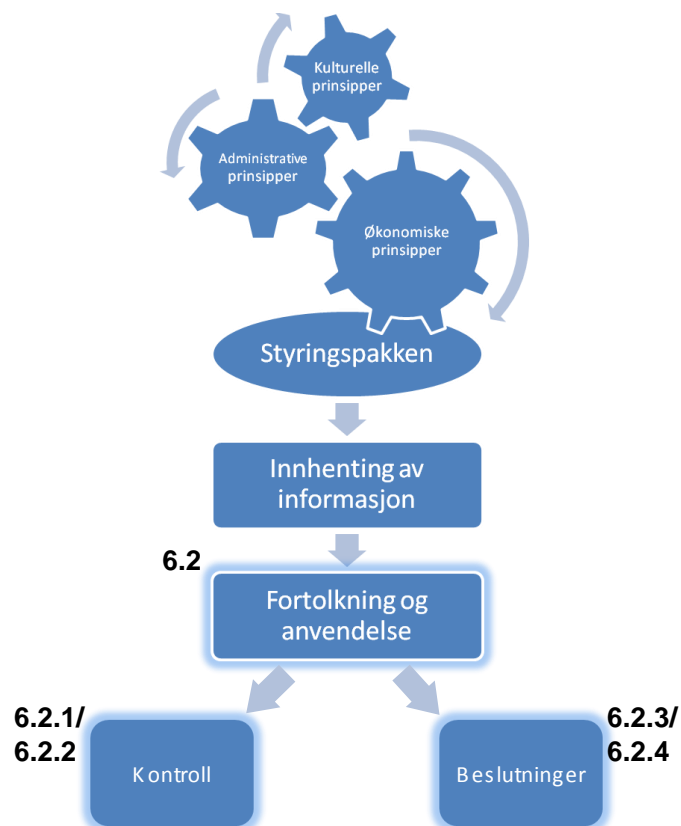 Kulturelle
prinsipper
Administrative
prinsipper
Økonomiske
prinsipper
Styringspakken
Innhenting av
informasjon
6.2
Fortolkning og
anvendelse
6.2.1/
6.2.2
Kontroll
Beslutninger
6.2.3/
6.2.4